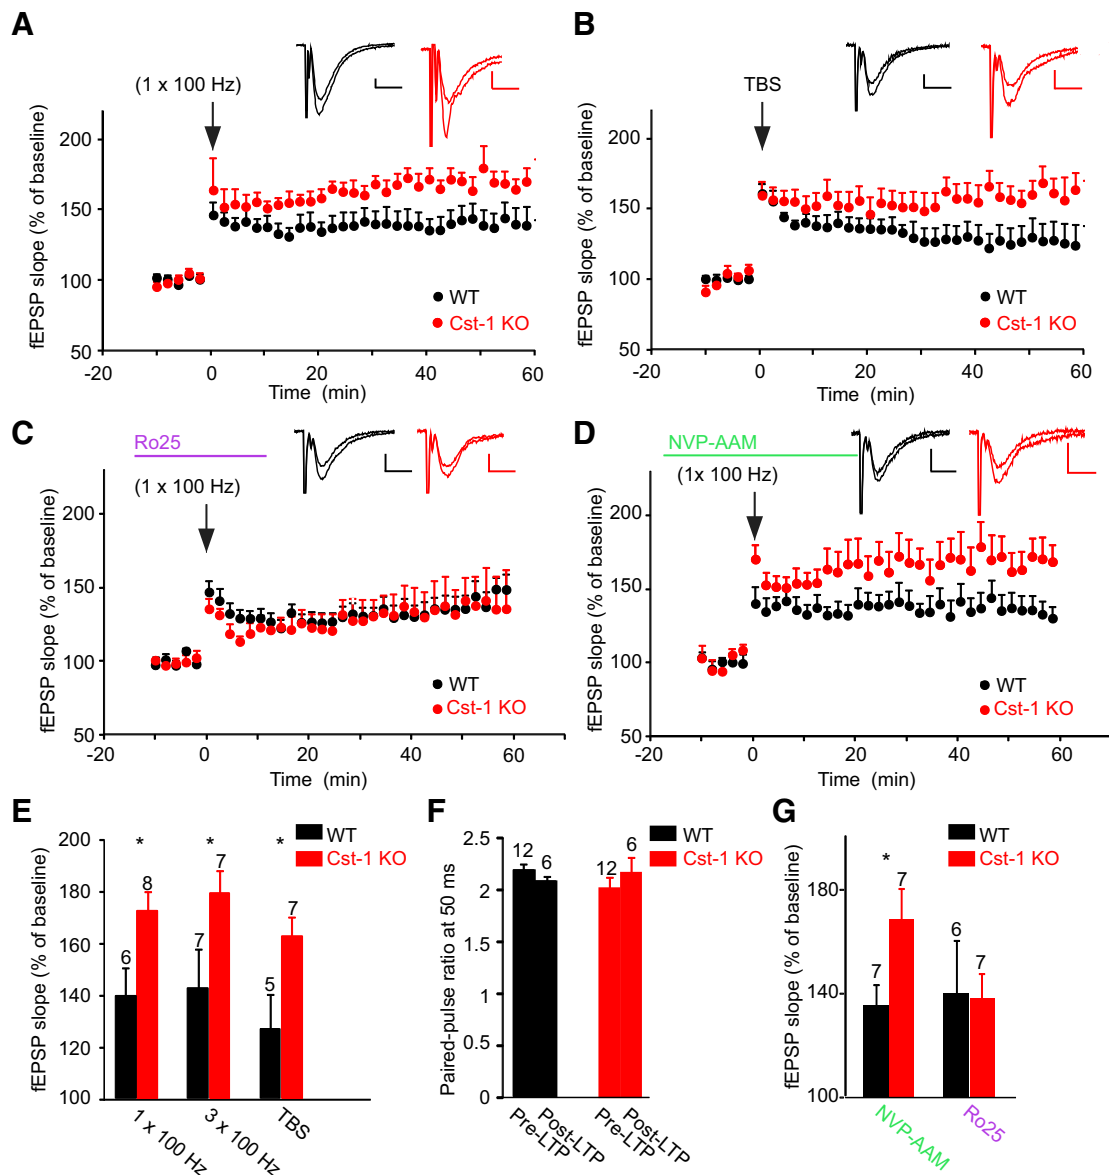 A
(1 x 100 Hz)
fEPSP slope (% of baseline)
200
150
100
50
-20
0
20
40
60
Time (min)
WT
Cst-1 KO
B
TBS
fEPSP slope (% of baseline)
200
150
100
50
-20
0
20
40
60
Time (min)
WT
Cst-1 KO
C
Ro25
(1 x 100 Hz)
fEPSP slope (% of baseline)
200
150
100
50
-20
0
20
40
60
Time (min)
WT
Cst-1 KO
D
NVP-AAM
(1x 100 Hz)
fEPSP slope (% of baseline)
200
150
100
50
-20
0
20
40
60
Time (min)
WT
Cst-1 KO
E
WT
Cst-1 KO
fEPSP slope (% of baseline)
200
180
160
140
120
100
* * *
6 8
7 7
5 7
1 x 100 Hz
3 x 100 Hz
TBS
F
WT
Cst-1 KO
Paired-pulse ratio at 50 ms
2.5
2
1.5
1
0.5
0
12 6
12 6
Pre-LTP
Post-LTP
Pre-LTP
Post-LTP
G
WT
Cst-1 KO
fEPSP slope (% of baseline)
180
140
100
*
7 7
6 7
NVP-AAM
Ro25